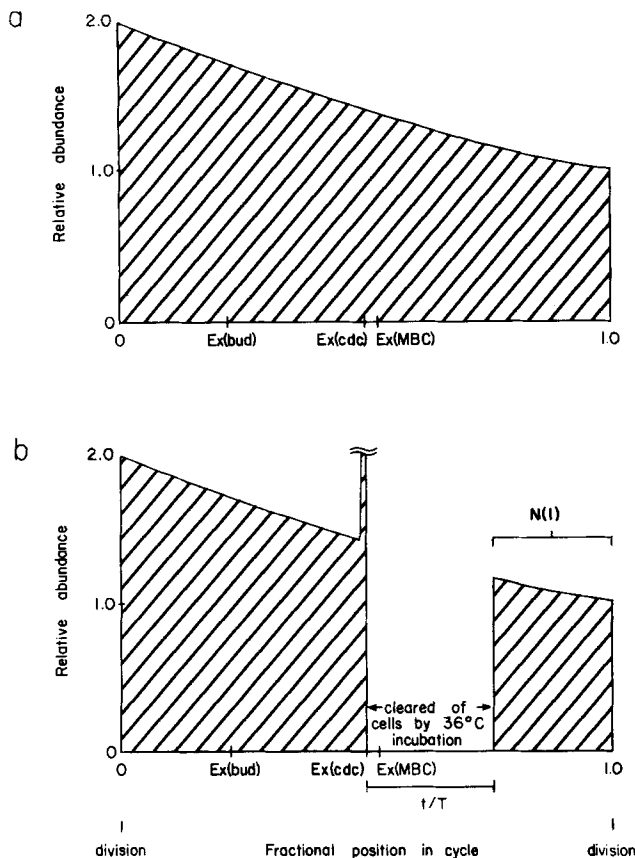 a
2.0
1.0
0
Relative abundance
0 Ex(bud) Ex(cdc) Ex(MBC) 1.0
b
2.0
1.0
0
Relative abundance
N(1)
cleared of
cells by 36°C
incubation
0 Ex(bud) Ex(cdc) Ex(MBC) 1.0
t/T
division Fractional position in cycle division